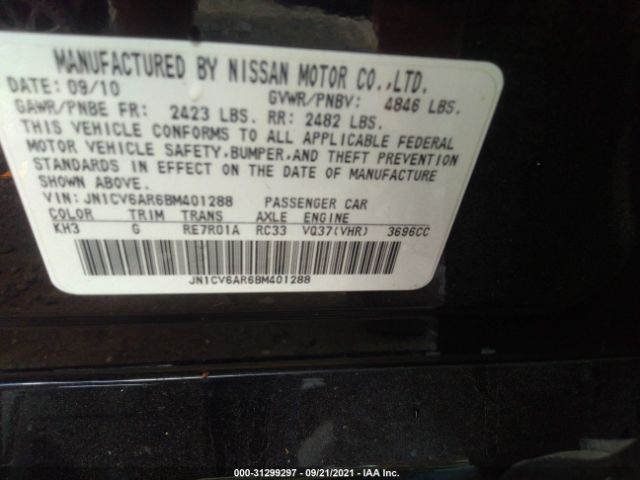 MANUFACTURED BY NISSAN MOTOR CO.,LTD.
DATE: 09/10 GVWR/PNBV: 4846 LBS.
GAWR/PNBE FR: 2423 LBS. RR: 2482 LBS.
THIS VEHICLE CONFORMS TO ALL APPLICABLE FEDERAL
MOTOR VEHICLE SAFETY, BUMPER, AND THEFT PREVENTION
STANDARDS IN EFFECT ON THE DATE OF MANUFACTURE
SHOWN ABOVE.
VIN: JN1CV6AR6BM401288 PASSENGER CAR
COLOR TRIM TRANS AXLE ENGINE
KH3 G RE7R01A RC33 VQ37(VHR) 3696CC
JN1CV6AR6BM401288
000-31299297 - 09/21/2021 - IAA Corp.